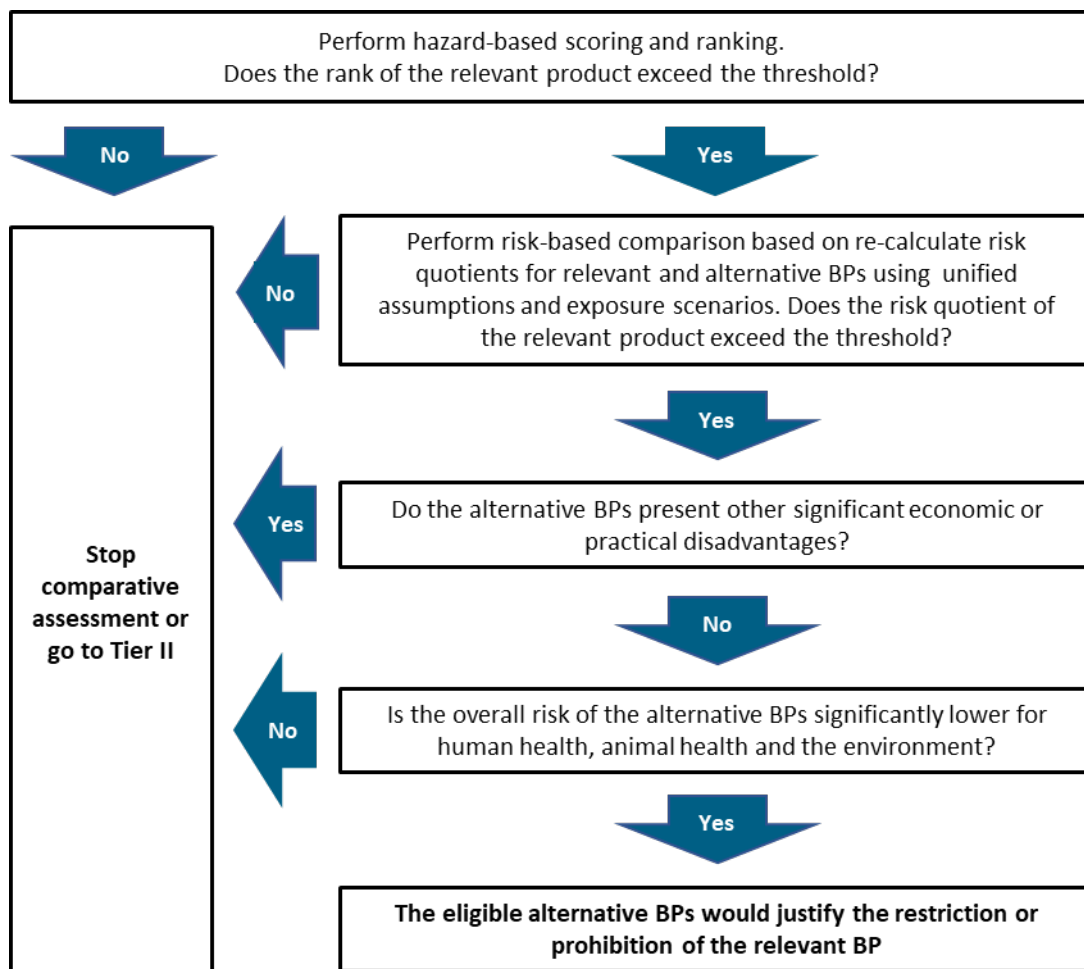 Perform hazard-based scoring and ranking.
Does the rank of the relevant product exceed the threshold?
No
Yes
Perform risk-based comparison based on re-calculate risk
quotients for relevant and alternative BPs using unified
assumptions and exposure scenarios. Does the risk quotient of
the relevant product exceed the threshold?
No
Yes
Do the alternative BPs present other significant economic or
practical disadvantages?
Yes
Stop
comparative
assessment or
go to Tier II
No
Is the overall risk of the alternative BPs significantly lower for
human health, animal health and the environment?
No
Yes
The eligible alternative BPs would justify the restriction or
prohibition of the relevant BP